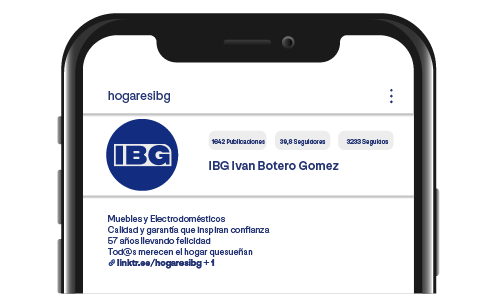 hogaresibg
IBG
1642 Publicaciones
39,8 Seguidores
3233 Seguidos
IBG Ivan Botero Gomez
Muebles y Electrodomésticos
Calidad y garantía que inspiran confianza
57 años llevando felicidad
Tod@s merecen el hogar quesueñan
linktr.ee/hogaresibg + 1